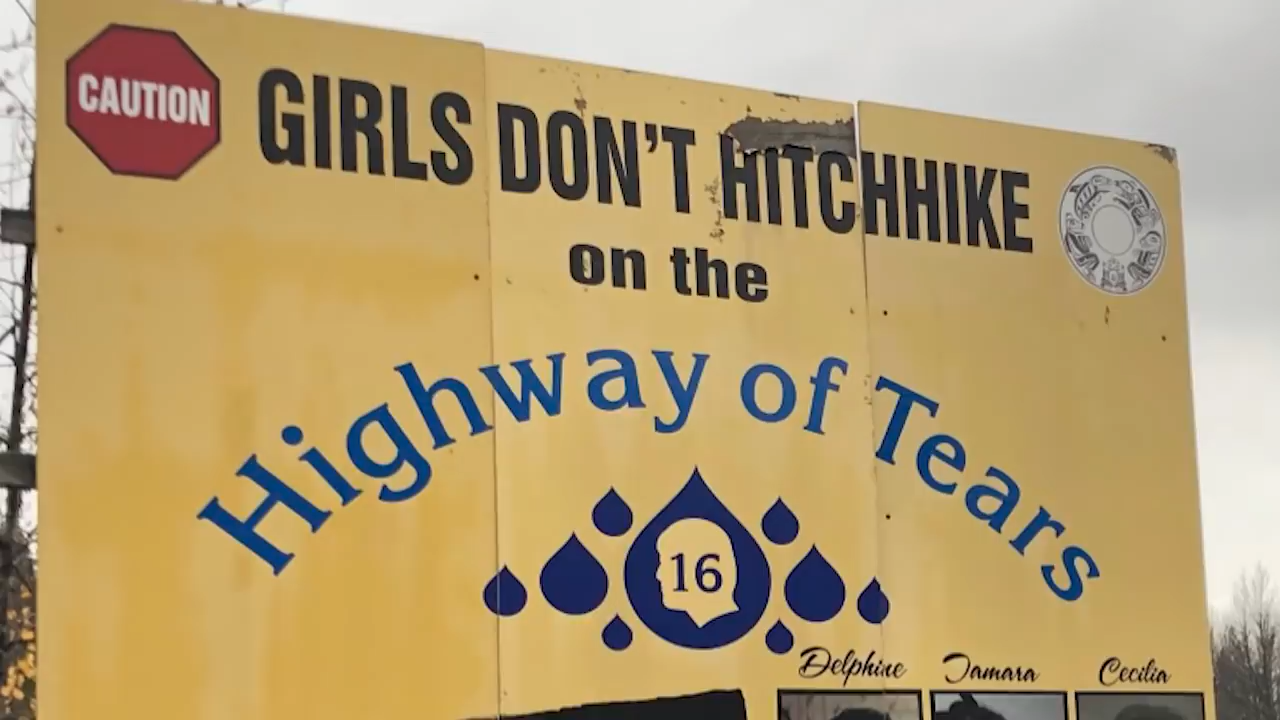 CAUTION
GIRLS DON'T HITCHHIKE
on the
Highway of Tears
16
Delphine Tamara Cecilia